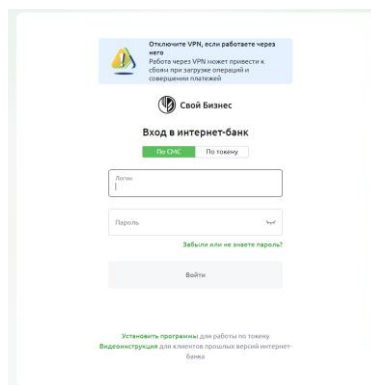 Отключите VPN, если работаете через
него
Работа через VPN может привести к
сбоям при загрузке операций и
совершении платежей
Свой Бизнес
Вход в интернет-банк
По СМС
По токену
Логин
Пароль
Забыли или не знаете пароль?
Войти
Установить программы для работы по токену
Видеоинструкция для клиентов прошлых версий интернет-
банка